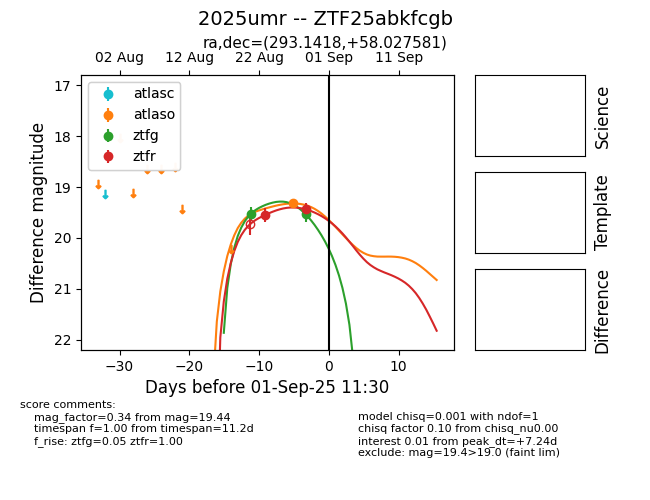 2025umr -- ZTF25abkfcgb
ra,dec=(293.1418,+58.027581)
02 Aug 12 Aug 22 Aug 01 Sep 11 Sep
17
18
19
20
21
22
Difference magnitude
atlasc
atlaso
ztfg
ztfr
−30 −20 −10 0 10
Days before 01-Sep-25 11:30
Science
Template
Difference
score comments:
mag_factor=0.34 from mag=19.44
timespan f=1.00 from timespan=11.2d
f_rise: ztfg=0.05 ztfr=1.00
model chisq=0.001 with ndof=1
chisq factor 0.10 from chisq_nu0.00
interest 0.01 from peak_dt=+7.24d
exclude: mag=19.4>19.0 (faint lim)